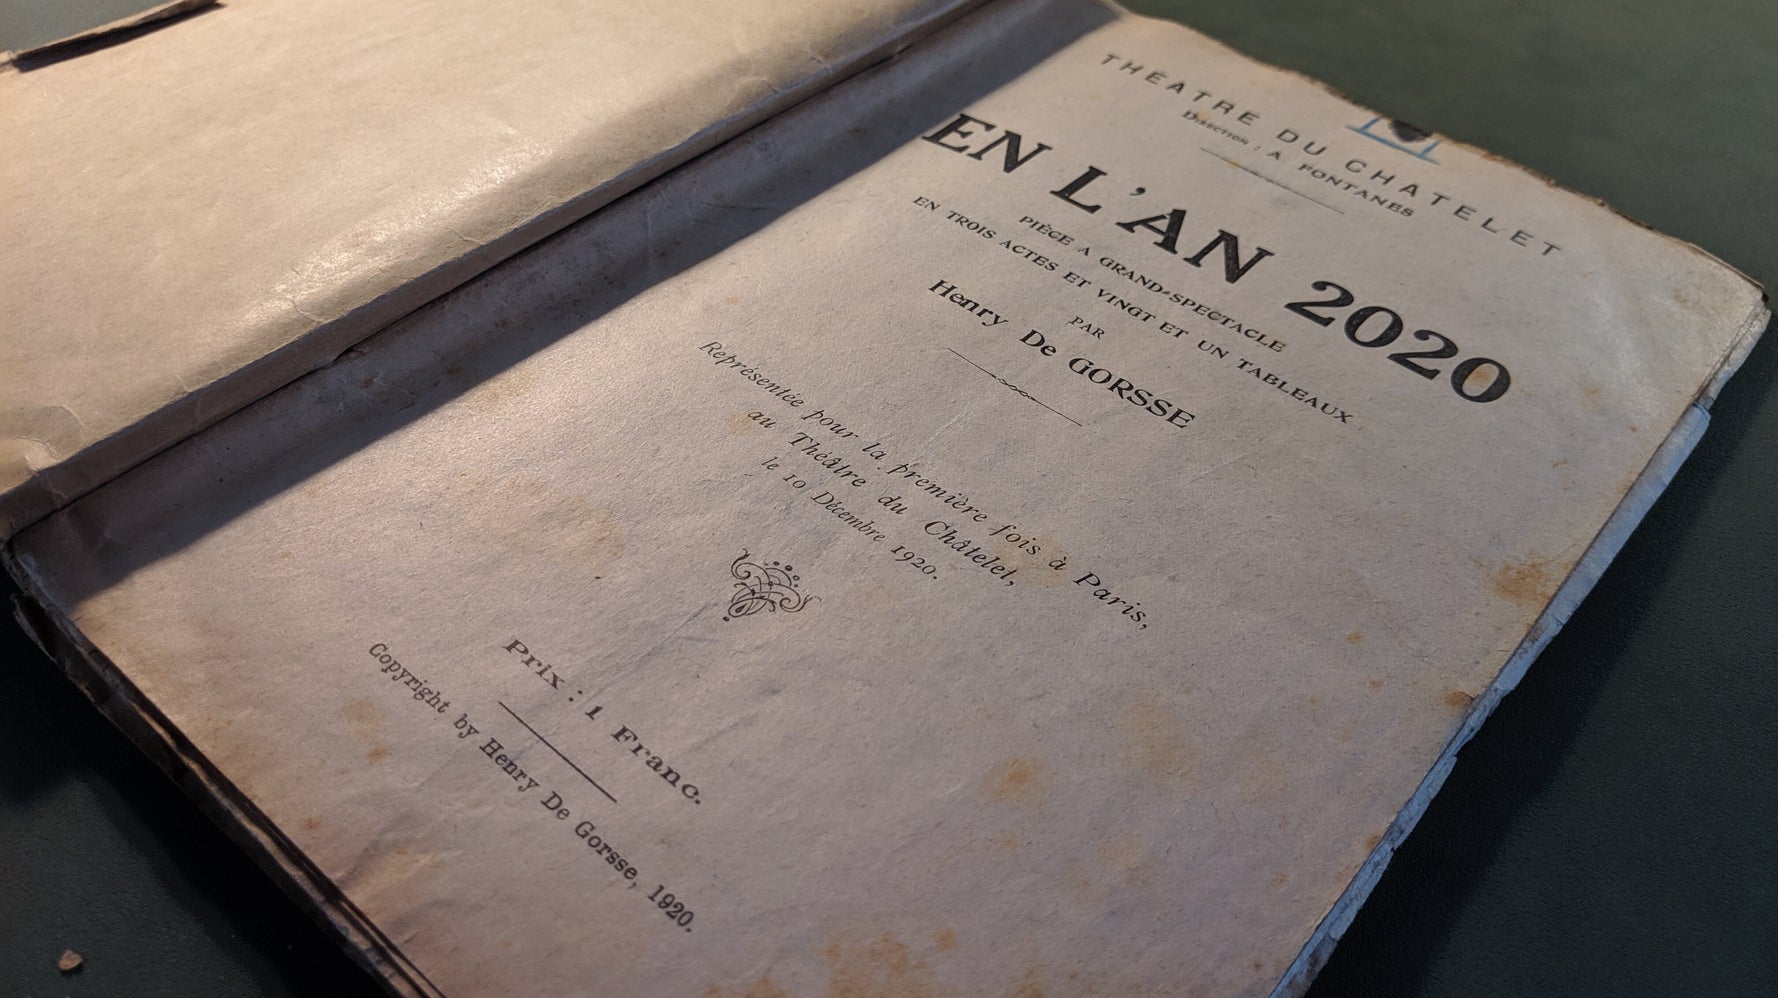 THÉATRE DU CHATELET
DIRECTION : A FONTANES
EN L'AN 2020
PIÈCE A GRAND-SPECTACLE
EN TROIS ACTES ET VINGT ET UN TABLEAUX
PAR
Henry De GORSSE
Représentée pour la première fois à Paris,
au Théâtre du Châtelet,
le 10 Décembre 1920.
Prix : 1 Franc.
Copyright by Henry De Gorsse, 1920.